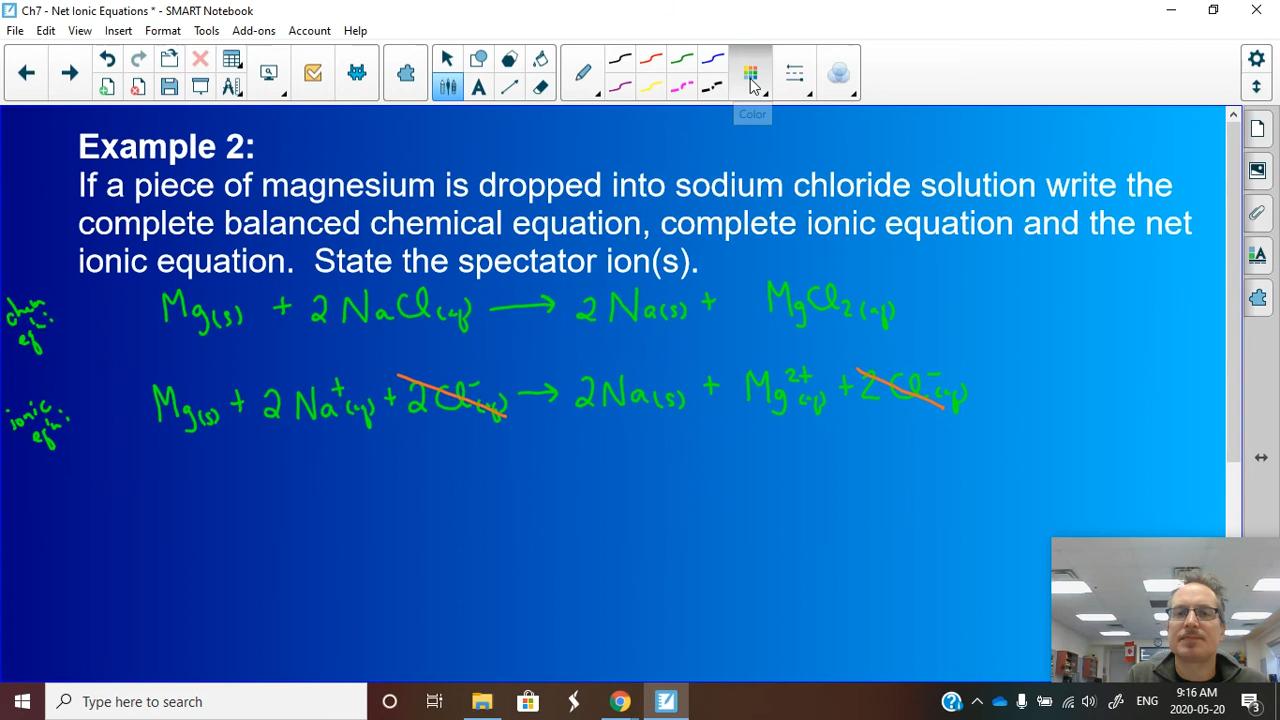 Ch7 - Net Ionic Equations * - SMART Notebook
File Edit View Insert Format Tools Add-ons Account Help
Color
Example 2:
If a piece of magnesium is dropped into sodium chloride solution write the
complete balanced chemical equation, complete ionic equation and the net
ionic equation. State the spectator ion(s).
chem eq'n: Mg(s) + 2 NaCl(aq) → 2 Na(s) + MgCl₂(aq)
ionic eq'n: Mg(s) + 2 Na⁺(aq) + 2 Cl⁻(aq) → 2Na(s) + Mg²⁺(aq) + 2 Cl⁻(aq)
Type here to search
ENG
9:16 AM
2020-05-20
3